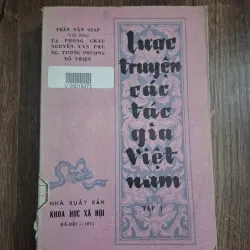 TRẦN VĂN GIÁP
TẠ PHONG CHÂU
NGUYỄN VĂN PHÚ
NG. TƯỜNG PHƯỢNG
ĐỖ THIỆN
lược
truyện
các
tác
gia
Việt
nam
TẬP I
NHÀ XUẤT BẢN
KHOA HỌC XÃ HỘI
HÀ-NỘI — 1971